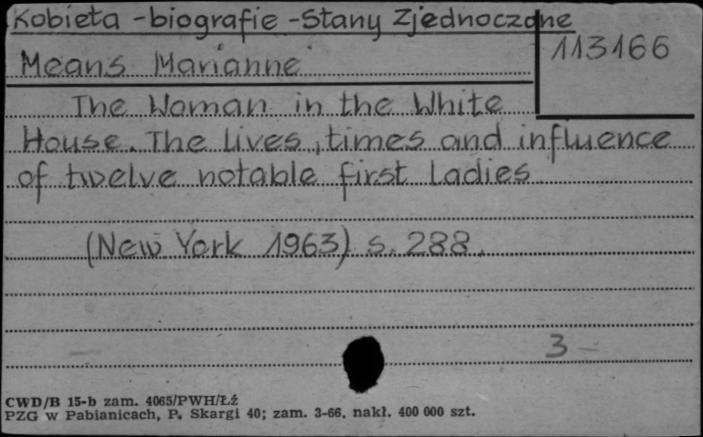 Kobieta - biografie - Stany Zjednoczone
113166
Means Marianne
The Woman in the White
House. The lives, times and influence
of twelve notable first ladies
(New York 1963) s. 288.
3 -
CWD/B 15-b zam. 4065/PWH/Łź
PZG w Pabianicach, P. Skargi 40; zam. 3-66. nakł. 400 000 szt.